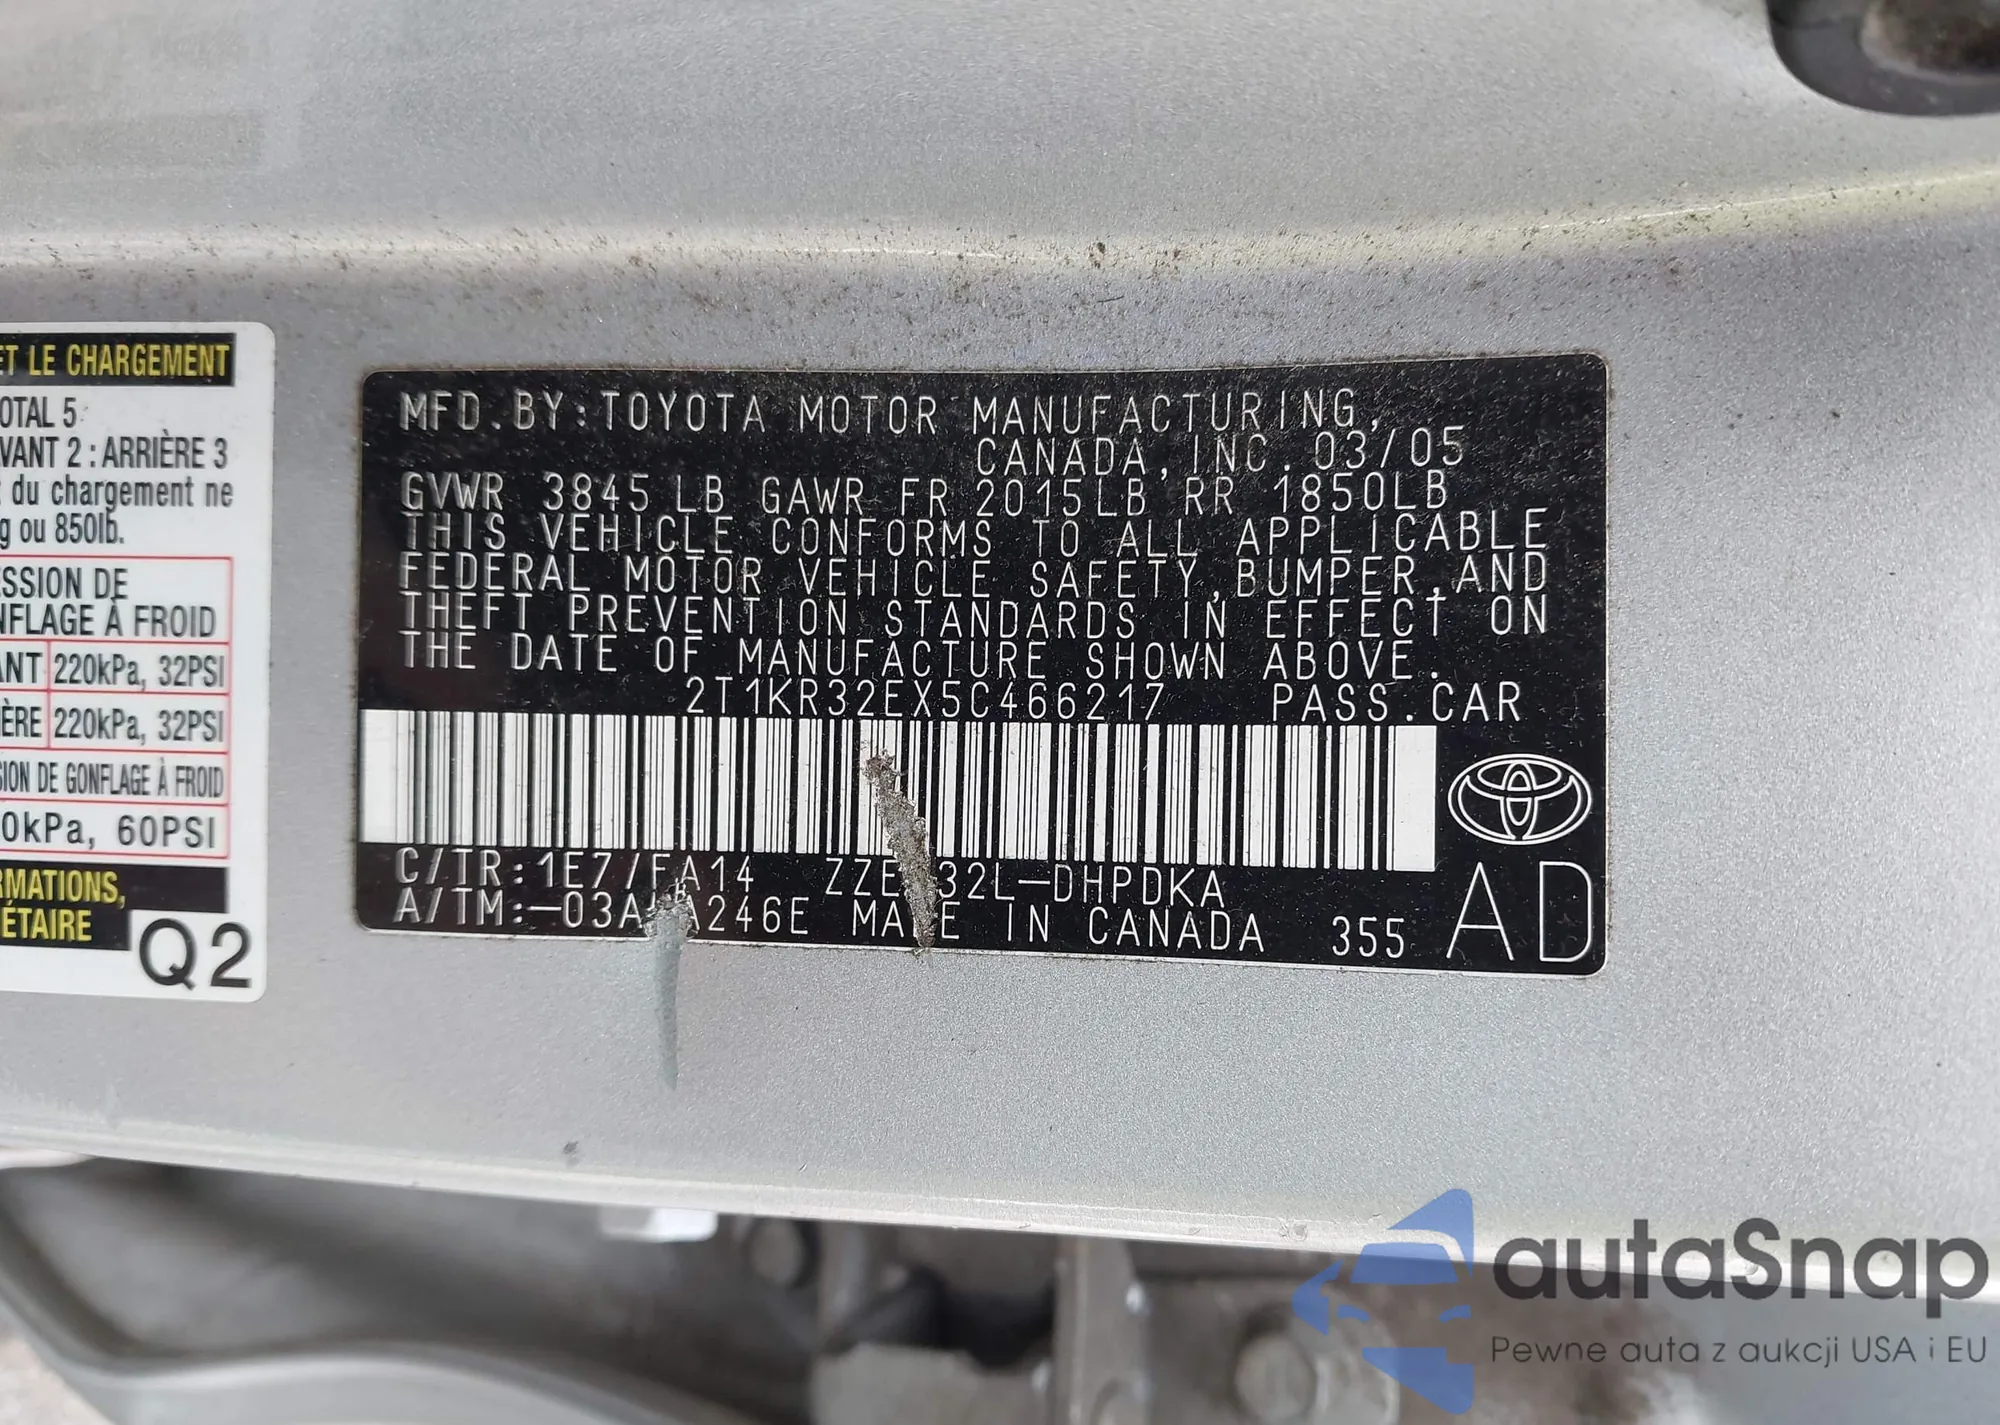 ET LE CHARGEMENT
OTAL 5
VANT 2 : ARRIÈRE 3
du chargement ne
g ou 850lb.
ESSION DE
NFLAGE À FROID
ANT 220kPa, 32PSI
IÈRE 220kPa, 32PSI
SION DE GONFLAGE À FROID
0kPa, 60PSI
RMATIONS,
ÉTAIRE
Q2
MFD. BY: TOYOTA MOTOR MANUFACTURING,
CANADA, INC. 03/05
GVWR 3845 LB GAWR FR 2015LB RR 1850LB
THIS VEHICLE CONFORMS TO ALL APPLICABLE
FEDERAL MOTOR VEHICLE SAFETY, BUMPER, AND
THEFT PREVENTION STANDARDS IN EFFECT ON
THE DATE OF MANUFACTURE SHOWN ABOVE.
2T1KR32EX5C466217 PASS. CAR
C/TR: 1E7/FA14 32L-DHPDKA
A/TM: A246E MADE IN CANADA 355 AD
autaSnap
Pewne auta z aukcji USA i EU